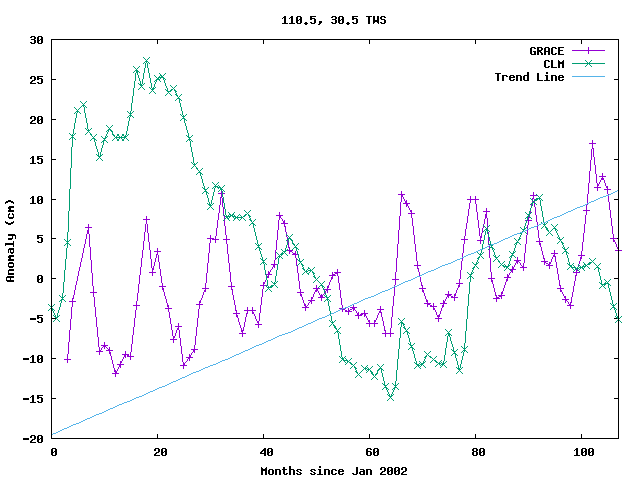 110.5, 30.5 TWS
30
25
20
15
10
5
0
-5
-10
-15
-20
Anomaly (cm)
GRACE
CLM
Trend Line
0 20 40 60 80 100
Months since Jan 2002